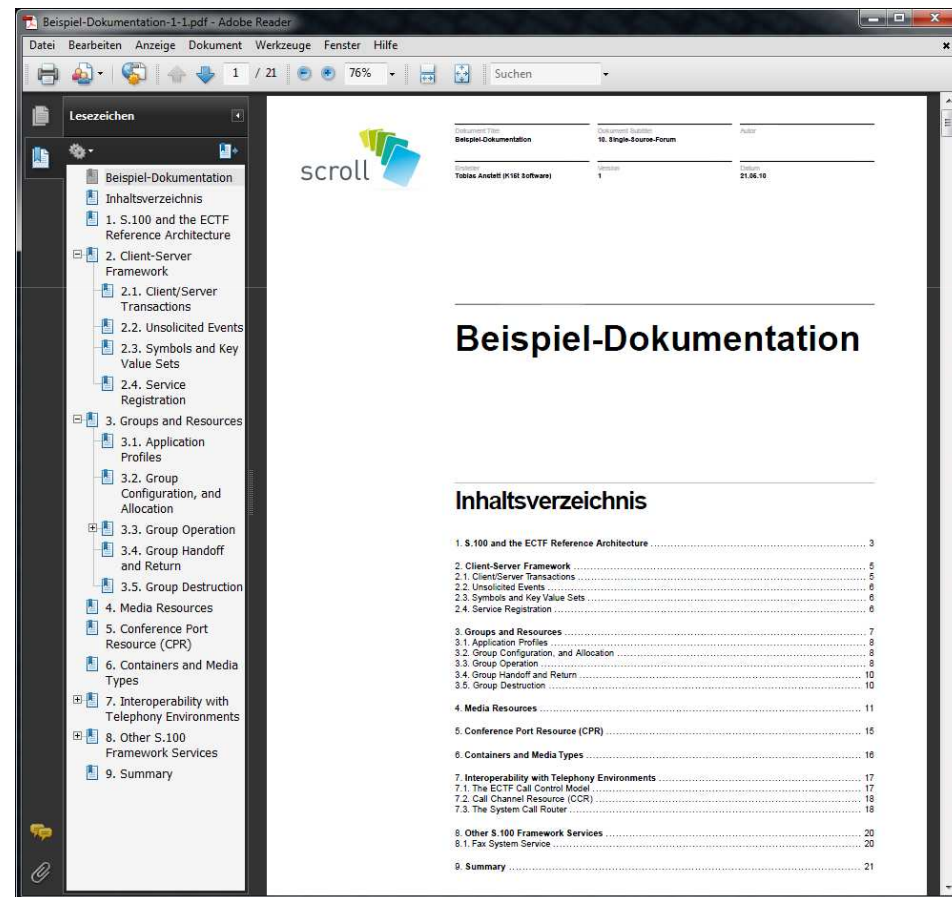 Beispiel-Dokumentation-1-1.pdf - Adobe Reader
Datei Bearbeiten Anzeige Dokument Werkzeuge Fenster Hilfe
1 / 21 76% Suchen
Lesezeichen
Beispiel-Dokumentation
Inhaltsverzeichnis
1. S.100 and the ECTF
Reference Architecture
2. Client-Server
Framework
2.1. Client/Server
Transactions
2.2. Unsolicited Events
2.3. Symbols and Key
Value Sets
2.4. Service
Registration
3. Groups and Resources
3.1. Application
Profiles
3.2. Group
Configuration, and
Allocation
3.3. Group Operation
3.4. Group Handoff
and Return
3.5. Group Destruction
4. Media Resources
5. Conference Port
Resource (CPR)
6. Containers and Media
Types
7. Interoperability with
Telephony Environments
8. Other S.100
Framework Services
9. Summary
scroll
Dokument Titel Dokument Subtitel Autor
Beispiel-Dokumentation 10. Single-Source-Forum
Ersteller Version Datum
Tobias Anstett (K15t Software) 1 21.06.10
Beispiel-Dokumentation
Inhaltsverzeichnis
1. S.100 and the ECTF Reference Architecture 3
2. Client-Server Framework 5
2.1. Client/Server Transactions 5
2.2. Unsolicited Events 6
2.3. Symbols and Key Value Sets 6
2.4. Service Registration 6
3. Groups and Resources 7
3.1. Application Profiles 8
3.2. Group Configuration, and Allocation 8
3.3. Group Operation 8
3.4. Group Handoff and Return 10
3.5. Group Destruction 10
4. Media Resources 11
5. Conference Port Resource (CPR) 15
6. Containers and Media Types 16
7. Interoperability with Telephony Environments 17
7.1. The ECTF Call Control Model 17
7.2. Call Channel Resource (CCR) 18
7.3. The System Call Router 18
8. Other S.100 Framework Services 20
8.1. Fax System Service 20
9. Summary 21